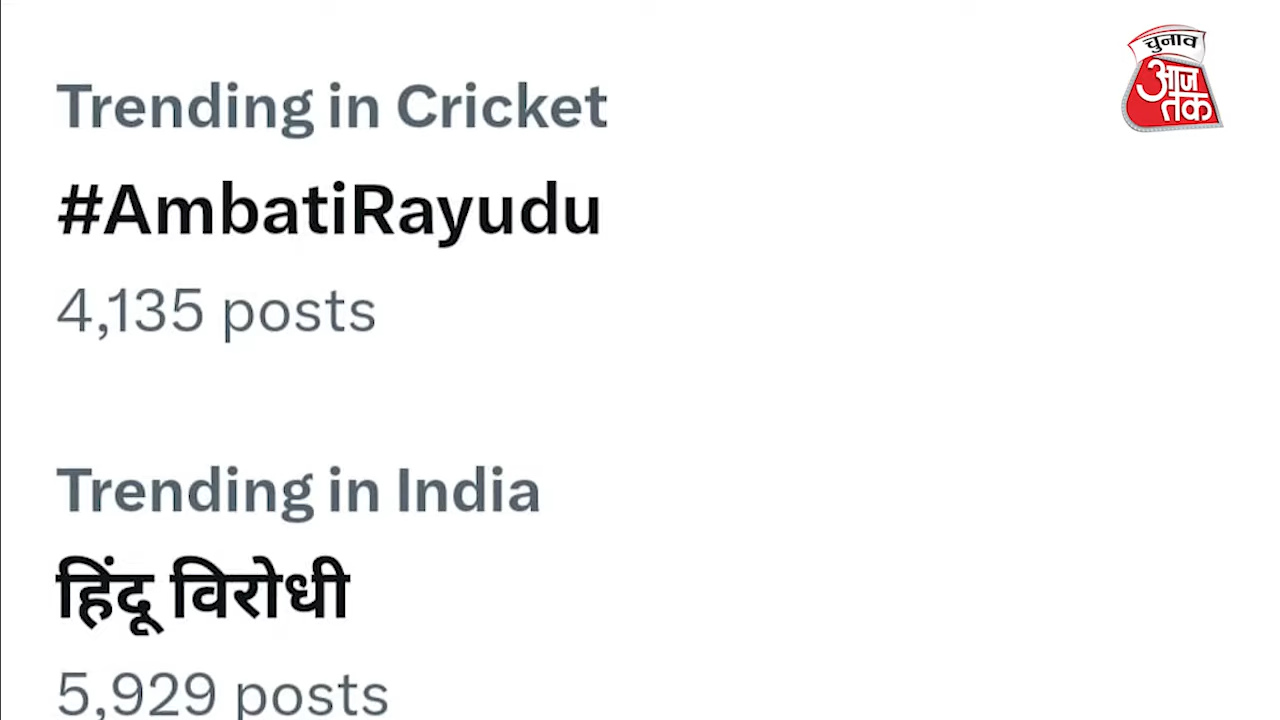 चुनाव
आज
तक
Trending in Cricket
#AmbatiRayudu
4,135 posts
Trending in India
हिंदू विरोधी
5,929 posts